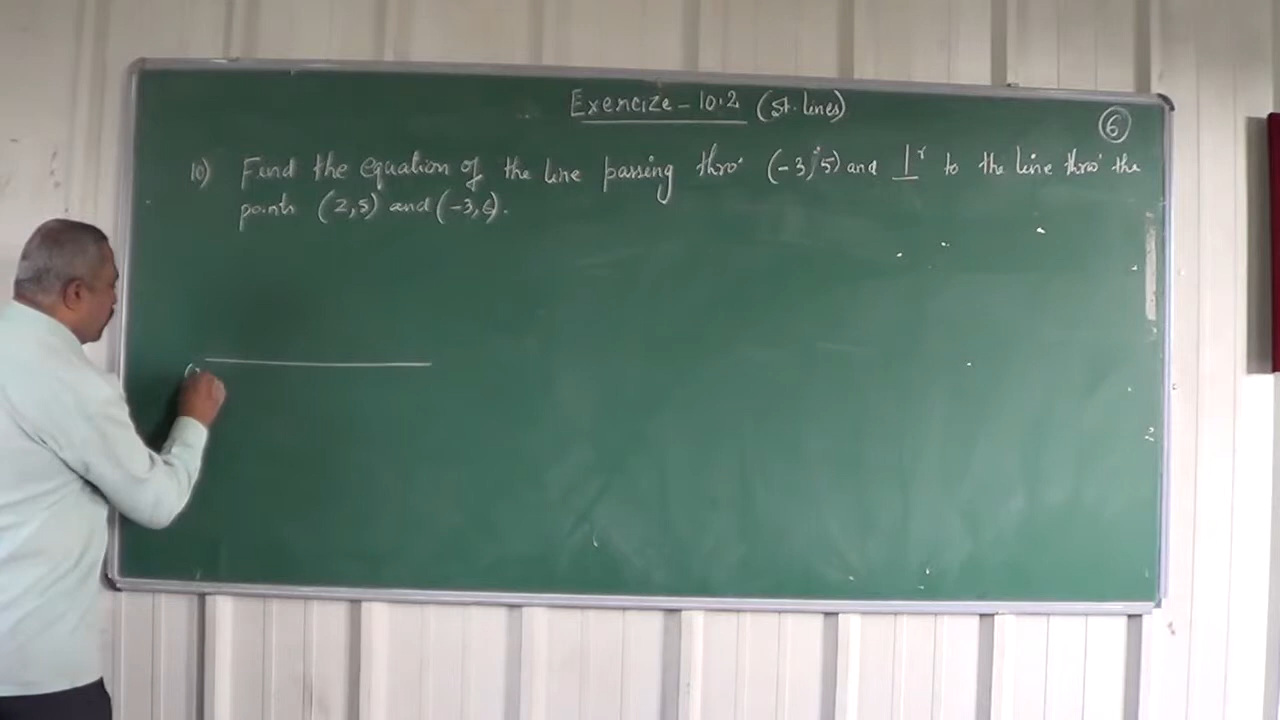 Exercize - 10.2 (St. lines)
6
10) Find the equation of the line passing thro' (-3, 5) and ⊥r to the line thro' the
points (2, 5) and (-3, 6).